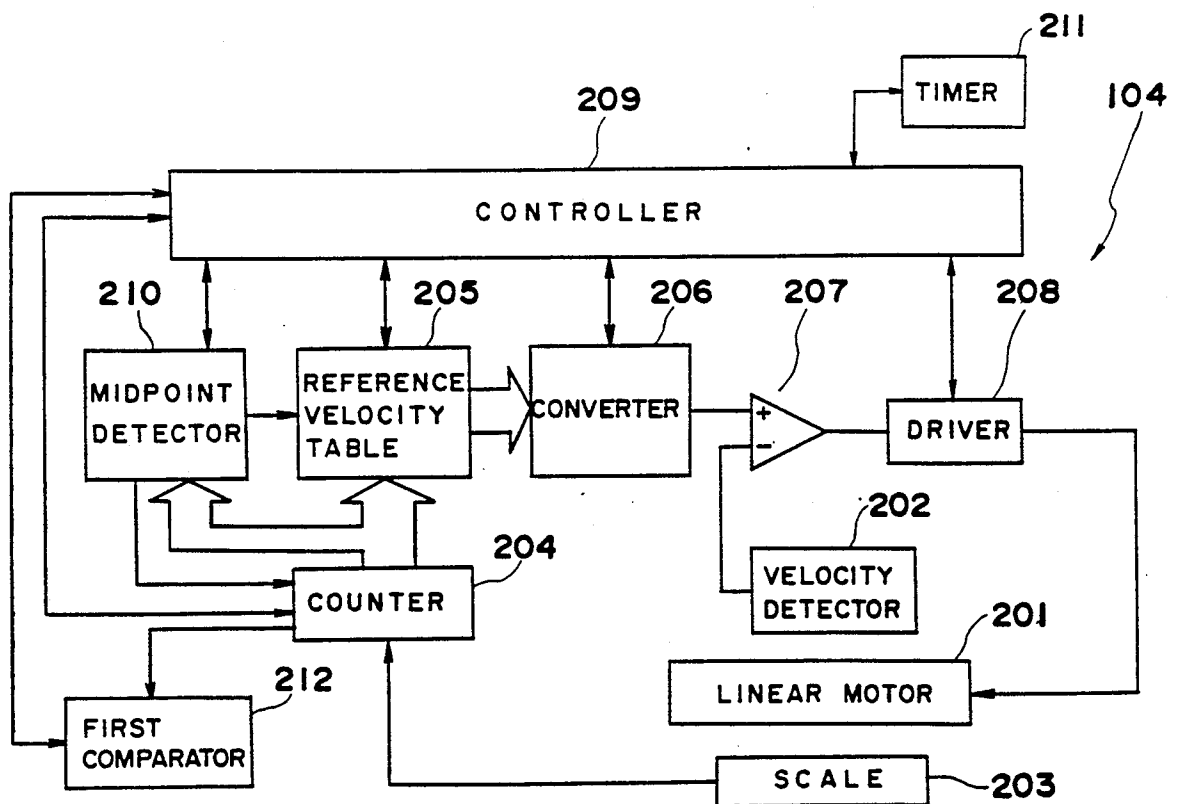 211
TIMER
104
209
CONTROLLER
210
205
206
207
208
MIDPOINT
DETECTOR
REFERENCE
VELOCITY
TABLE
CONVERTER
+
−
DRIVER
202
VELOCITY
DETECTOR
204
COUNTER
201
LINEAR MOTOR
212
FIRST
COMPARATOR
SCALE
203